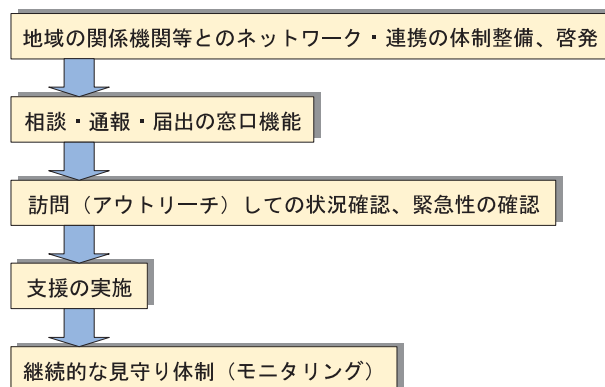 地域の関係機関等とのネットワーク・連携の体制整備、啓発
相談・通報・届出の窓口機能
訪問（アウトリーチ）しての状況確認、緊急性の確認
支援の実施
継続的な見守り体制（モニタリング）